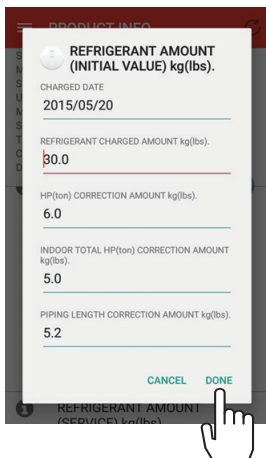 PRODUCT INFO
REFRIGERANT AMOUNT
(INITIAL VALUE) kg(lbs).
CHARGED DATE
2015/05/20
REFRIGERANT CHARGED AMOUNT kg(lbs).
30.0
HP(ton) CORRECTION AMOUNT kg(lbs).
6.0
INDOOR TOTAL HP(ton) CORRECTION AMOUNT
kg(lbs).
5.0
PIPING LENGTH CORRECTION AMOUNT kg(lbs).
5.2
CANCEL DONE
REFRIGERANT AMOUNT
(SERVICE) kg(lbs)